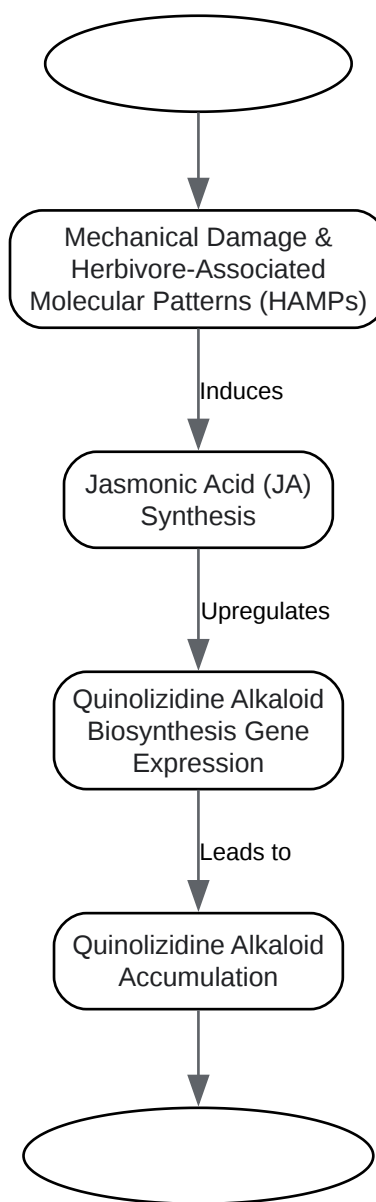 Mechanical Damage &
Herbivore-Associated
Molecular Patterns (HAMPs)
Induces
Jasmonic Acid (JA)
Synthesis
Upregulates
Quinolizidine Alkaloid
Biosynthesis Gene
Expression
Leads to
Quinolizidine Alkaloid
Accumulation